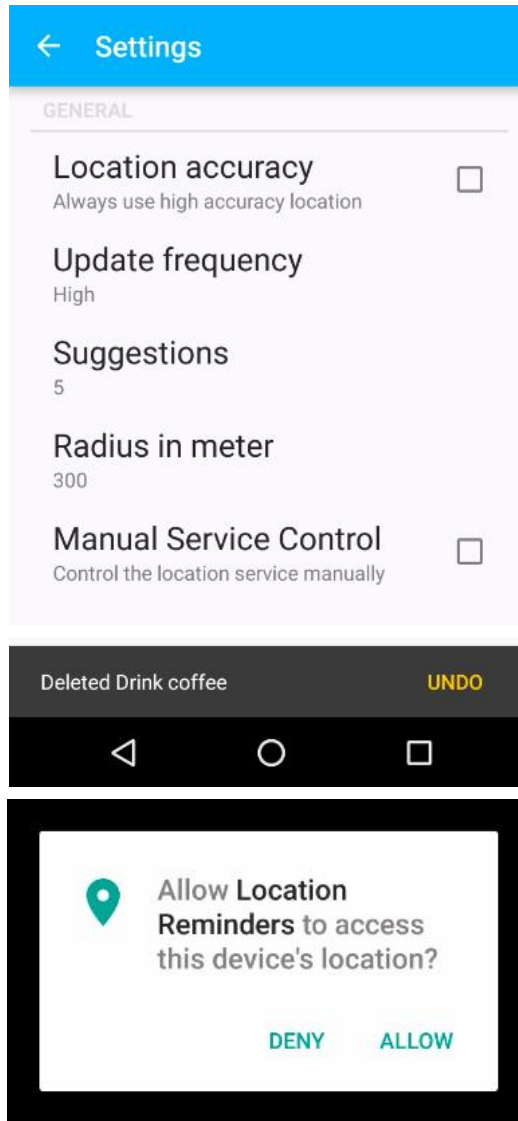 Settings
GENERAL
Location accuracy
Always use high accuracy location
Update frequency
High
Suggestions
5
Radius in meter
300
Manual Service Control
Control the location service manually
Deleted Drink coffee UNDO
Allow Location
Reminders to access
this device's location?
DENY ALLOW